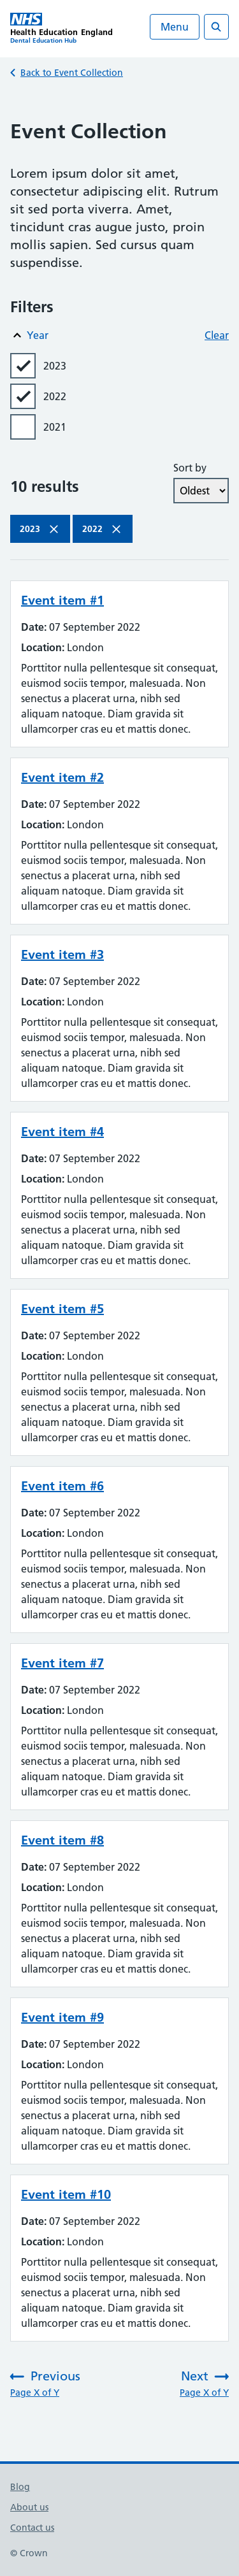 NHS
Health Education England
Dental Education Hub
Menu
Back to Event Collection
Event Collection
Lorem ipsum dolor sit amet,
consectetur adipiscing elit. Rutrum
sit sed porta viverra. Amet,
tincidunt cras augue justo, proin
mollis sapien. Sed cursus quam
suspendisse.
Filters
Year
Clear
2023
2022
2021
Sort by
10 results
Oldest
2023
2022
Event item #1
Date: 07 September 2022
Location: London
Porttitor nulla pellentesque sit consequat,
euismod sociis tempor, malesuada. Non
senectus a placerat urna, nibh sed
aliquam natoque. Diam gravida sit
ullamcorper cras eu et mattis donec.
Event item #2
Date: 07 September 2022
Location: London
Porttitor nulla pellentesque sit consequat,
euismod sociis tempor, malesuada. Non
senectus a placerat urna, nibh sed
aliquam natoque. Diam gravida sit
ullamcorper cras eu et mattis donec.
Event item #3
Date: 07 September 2022
Location: London
Porttitor nulla pellentesque sit consequat,
euismod sociis tempor, malesuada. Non
senectus a placerat urna, nibh sed
aliquam natoque. Diam gravida sit
ullamcorper cras eu et mattis donec.
Event item #4
Date: 07 September 2022
Location: London
Porttitor nulla pellentesque sit consequat,
euismod sociis tempor, malesuada. Non
senectus a placerat urna, nibh sed
aliquam natoque. Diam gravida sit
ullamcorper cras eu et mattis donec.
Event item #5
Date: 07 September 2022
Location: London
Porttitor nulla pellentesque sit consequat,
euismod sociis tempor, malesuada. Non
senectus a placerat urna, nibh sed
aliquam natoque. Diam gravida sit
ullamcorper cras eu et mattis donec.
Event item #6
Date: 07 September 2022
Location: London
Porttitor nulla pellentesque sit consequat,
euismod sociis tempor, malesuada. Non
senectus a placerat urna, nibh sed
aliquam natoque. Diam gravida sit
ullamcorper cras eu et mattis donec.
Event item #7
Date: 07 September 2022
Location: London
Porttitor nulla pellentesque sit consequat,
euismod sociis tempor, malesuada. Non
senectus a placerat urna, nibh sed
aliquam natoque. Diam gravida sit
ullamcorper cras eu et mattis donec.
Event item #8
Date: 07 September 2022
Location: London
Porttitor nulla pellentesque sit consequat,
euismod sociis tempor, malesuada. Non
senectus a placerat urna, nibh sed
aliquam natoque. Diam gravida sit
ullamcorper cras eu et mattis donec.
Event item #9
Date: 07 September 2022
Location: London
Porttitor nulla pellentesque sit consequat,
euismod sociis tempor, malesuada. Non
senectus a placerat urna, nibh sed
aliquam natoque. Diam gravida sit
ullamcorper cras eu et mattis donec.
Event item #10
Date: 07 September 2022
Location: London
Porttitor nulla pellentesque sit consequat,
euismod sociis tempor, malesuada. Non
senectus a placerat urna, nibh sed
aliquam natoque. Diam gravida sit
ullamcorper cras eu et mattis donec.
Previous
Page X of Y
Next
Page X of Y
Blog
About us
Contact us
© Crown